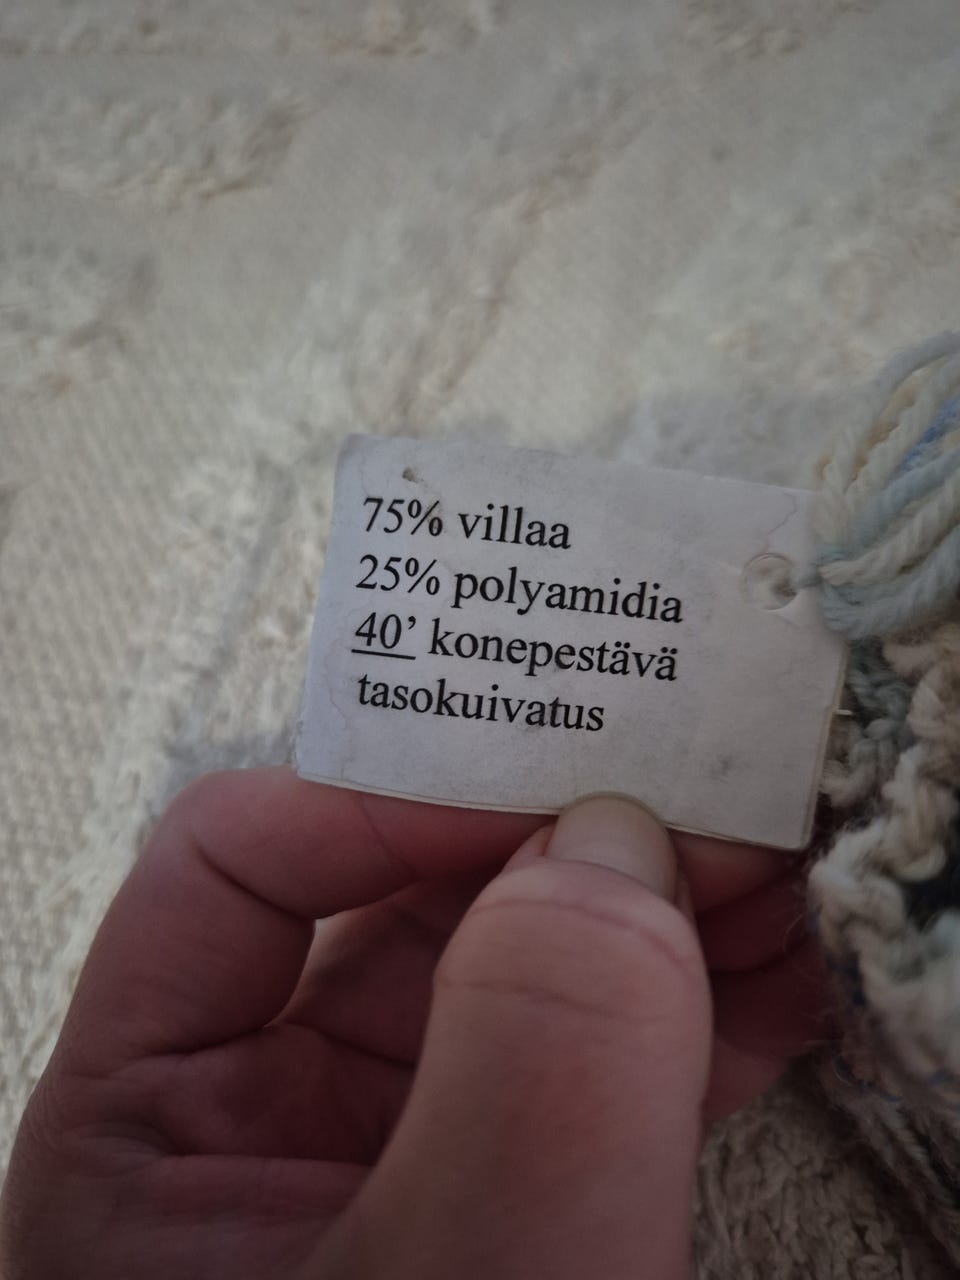 75% villaa
25% polyamidia
40’ konepestävä
tasokuivatus